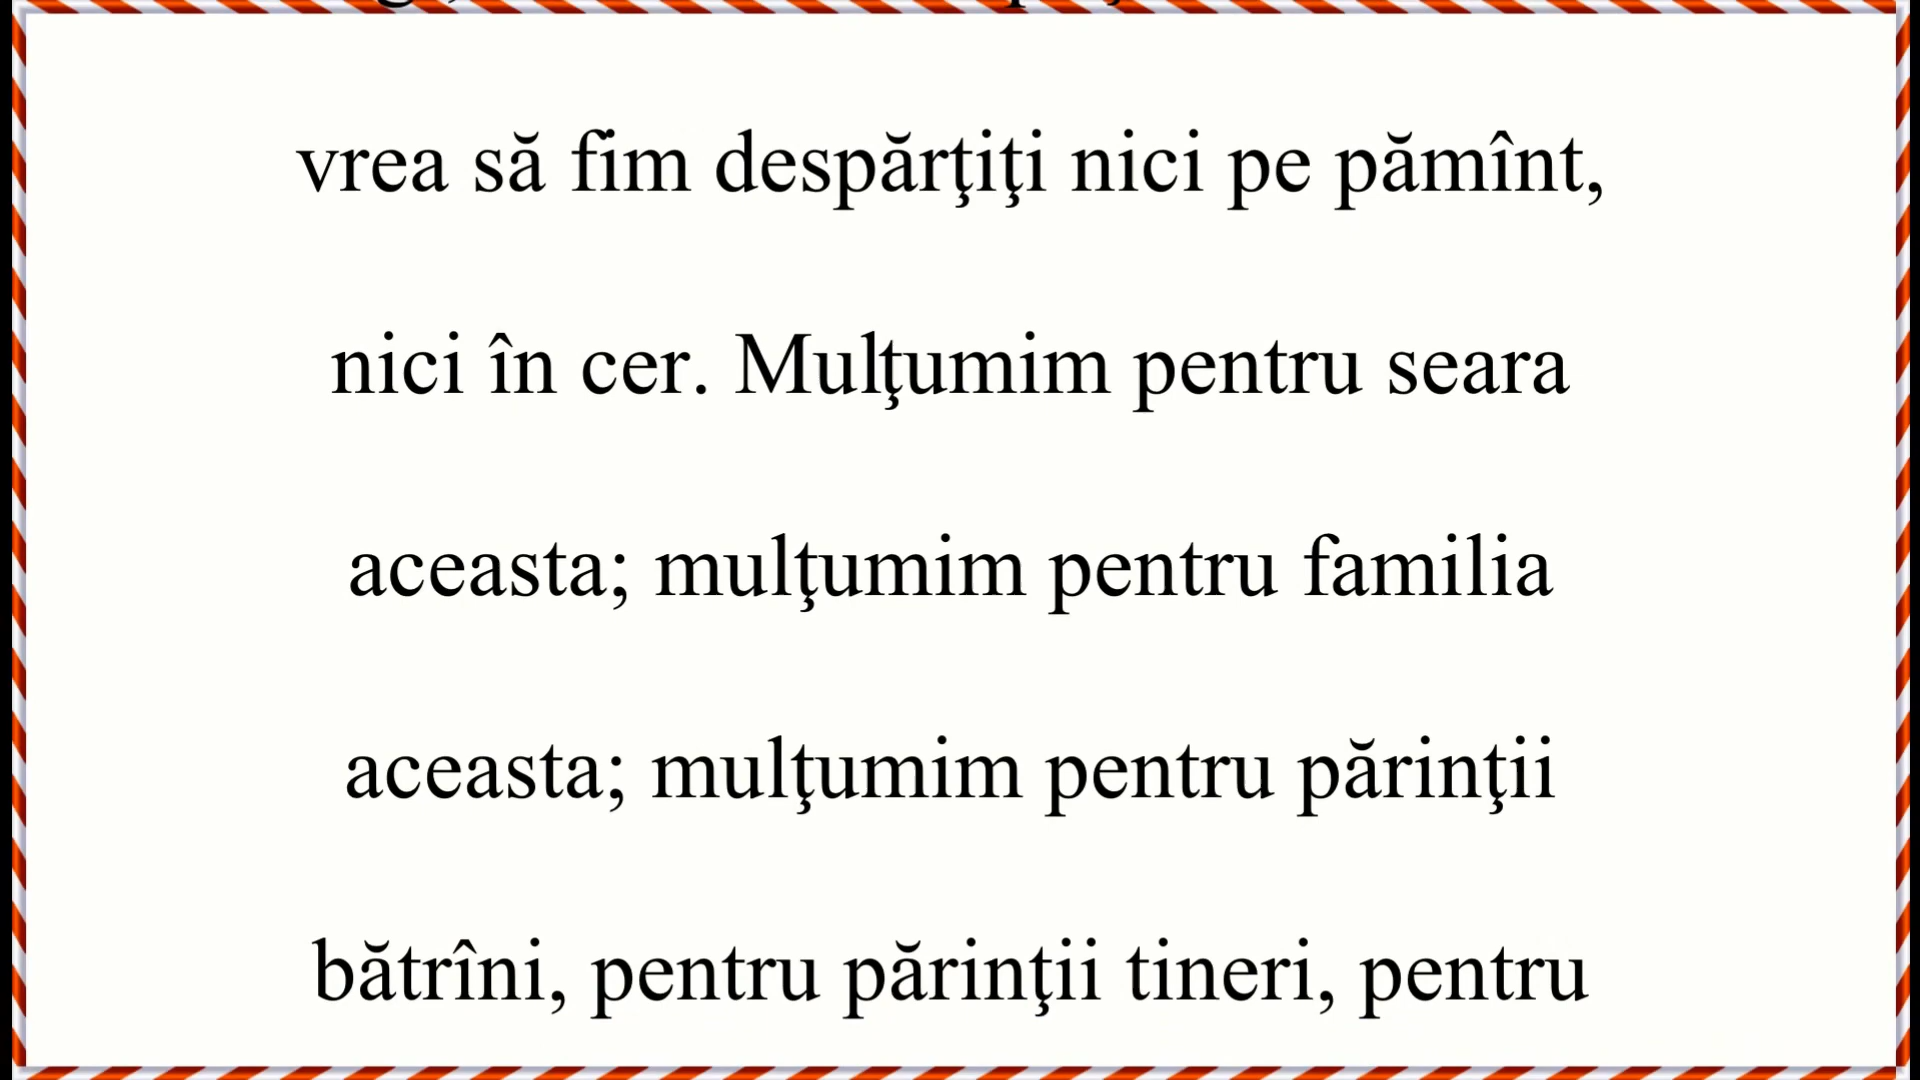 vrea să fim despărţiţi nici pe pămînt,
nici în cer. Mulţumim pentru seara
aceasta; mulţumim pentru familia
aceasta; mulţumim pentru părinţii
bătrîni, pentru părinţii tineri, pentru